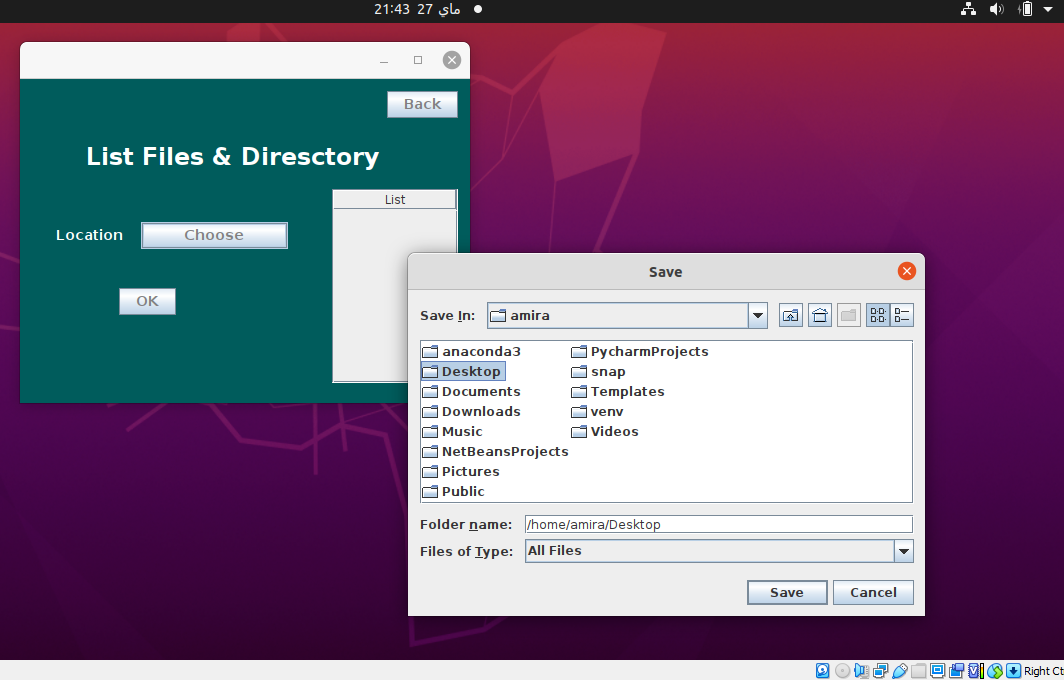 21:43 27 ماي
Back
List Files & Diresctory
List
Location Choose
OK
Save
Save In: amira
anaconda3 PycharmProjects
Desktop snap
Documents Templates
Downloads venv
Music Videos
NetBeansProjects
Pictures
Public
Folder name: /home/amira/Desktop
Files of Type: All Files
Save Cancel
Right Ct